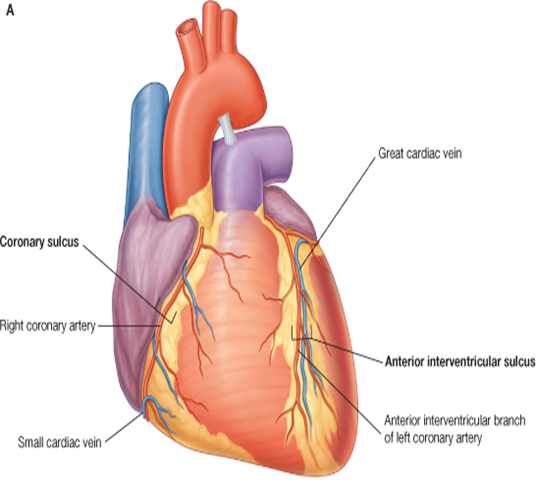 A
Great cardiac vein
Coronary sulcus
Right coronary artery
Anterior interventricular sulcus
Anterior interventricular branch
of left coronary artery
Small cardiac vein